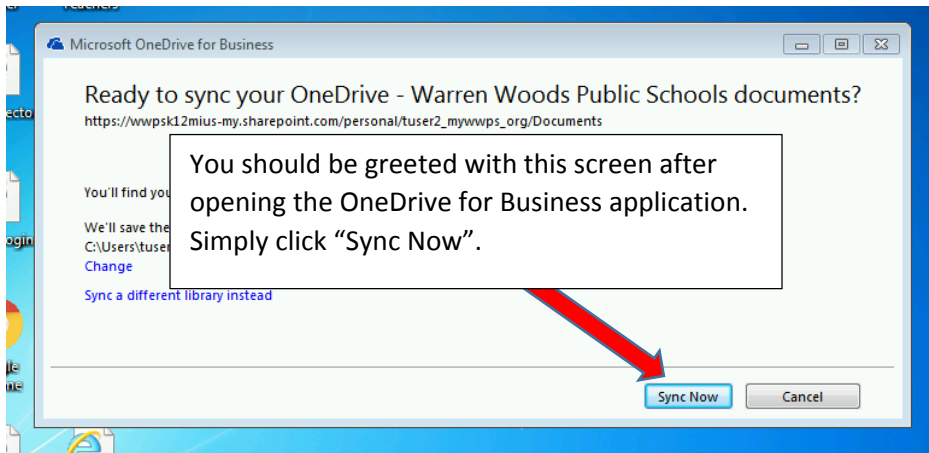 Teachers
Microsoft OneDrive for Business
Ready to sync your OneDrive - Warren Woods Public Schools documents?
https://wwpsk12mius-my.sharepoint.com/personal/tuser2_mywwps_org/Documents
You should be greeted with this screen after
opening the OneDrive for Business application.
Simply click “Sync Now”.
You'll find you
We'll save the
C:\Users\tuser
Change
Sync a different library instead
Sync Now
Cancel